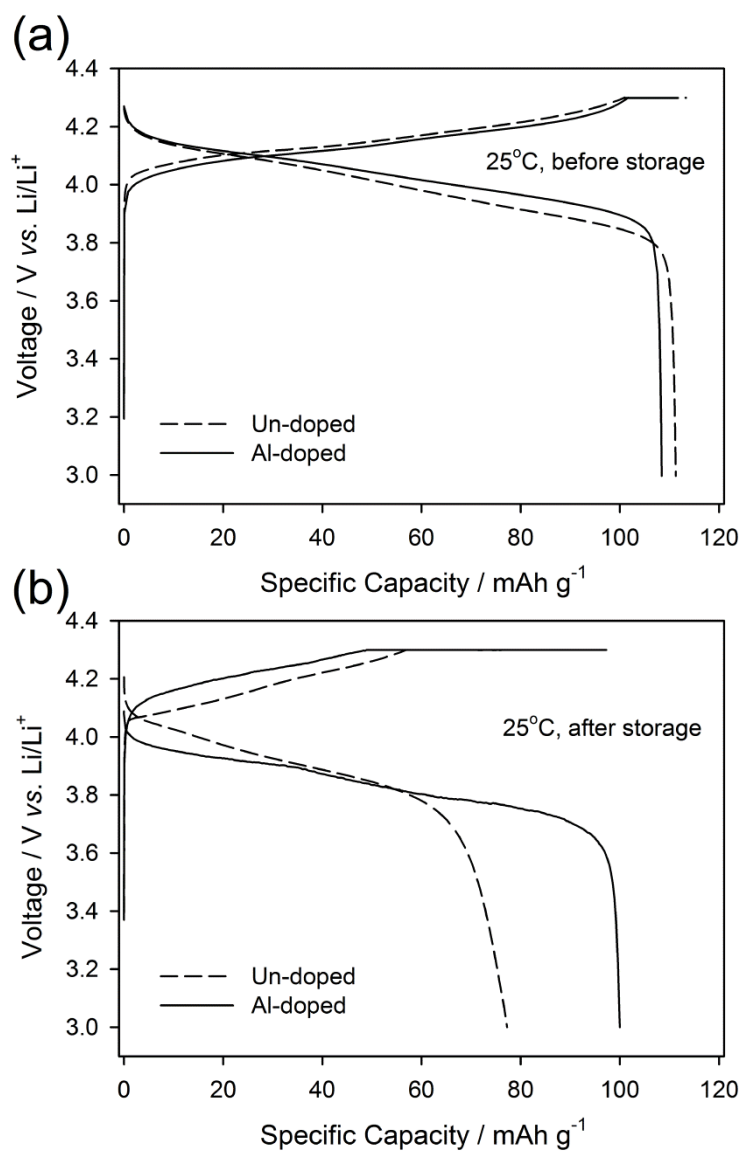 (a)
4.4
4.2
4.0
3.8
3.6
3.4
3.2
3.0
Voltage / V vs. Li/Li⁺
25°C, before storage
Un-doped
Al-doped
0 20 40 60 80 100 120
Specific Capacity / mAh g⁻¹
(b)
4.4
4.2
4.0
3.8
3.6
3.4
3.2
3.0
Voltage / V vs. Li/Li⁺
25°C, after storage
Un-doped
Al-doped
0 20 40 60 80 100 120
Specific Capacity / mAh g⁻¹